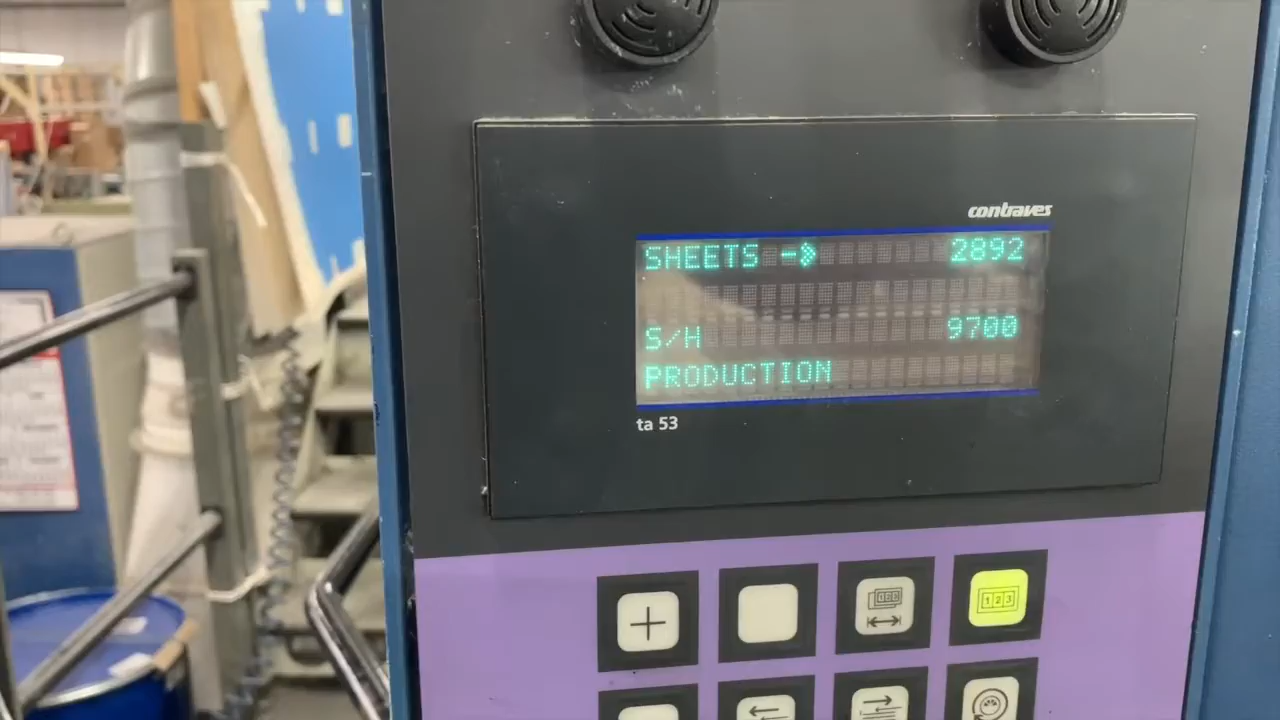 contraves
SHEETS -> 2892
S/H 9700
PRODUCTION
ta 53
+
123